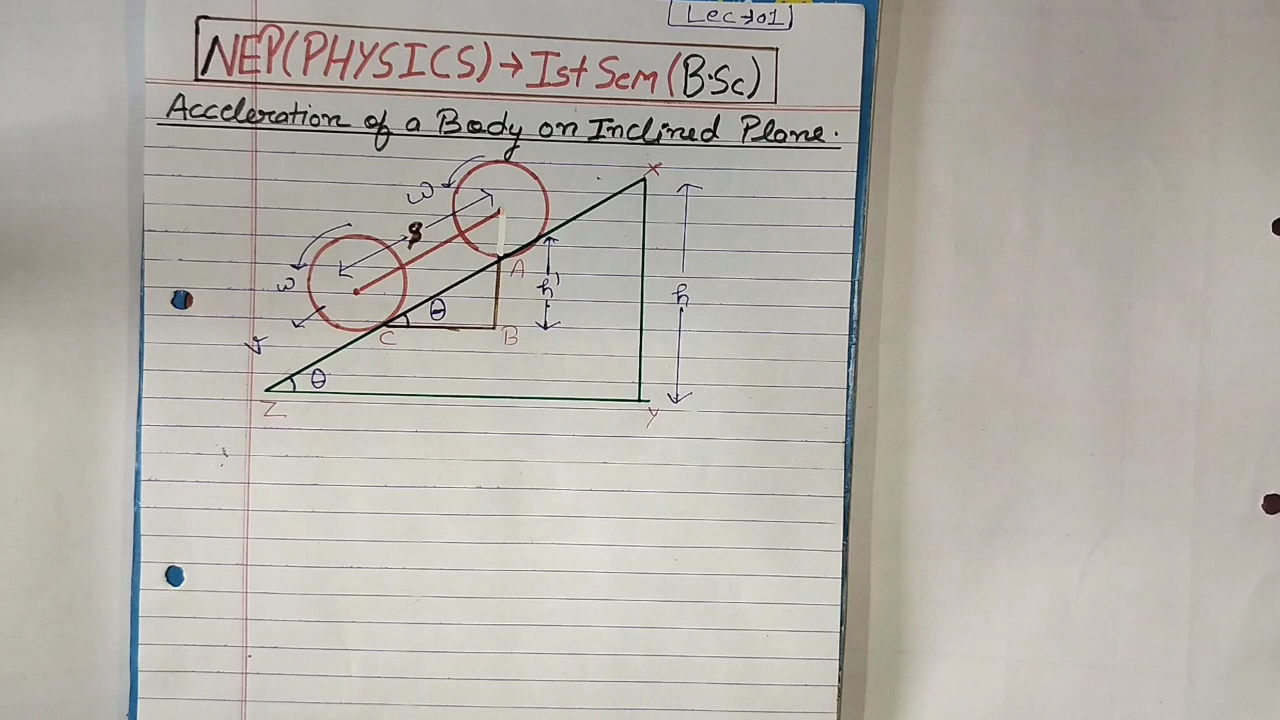 Lec→01
NEP(PHYSICS)→Ist Sem(B.Sc)
Acceleration of a Body on Inclined Plane.
X
ω
S
A
h'
h
ω
θ
C
B
v
θ
Z
Y